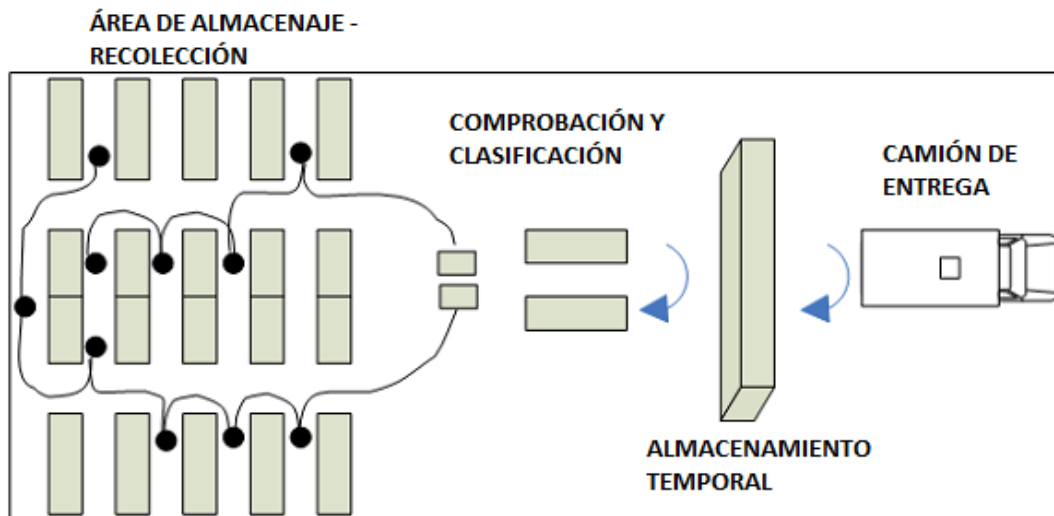 ÁREA DE ALMACENAJE -
RECOLECCIÓN
COMPROBACIÓN Y
CLASIFICACIÓN
CAMIÓN DE
ENTREGA
ALMACENAMIENTO
TEMPORAL